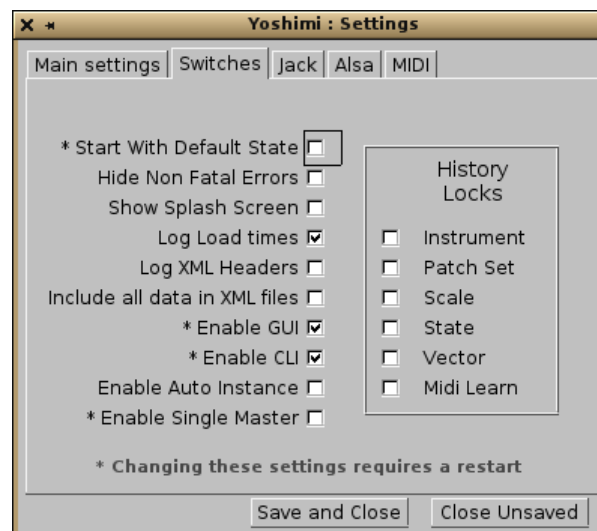 Yoshimi : Settings
Main settings Switches Jack Alsa MIDI
* Start With Default State
Hide Non Fatal Errors
Show Splash Screen
Log Load times
Log XML Headers
Include all data in XML files
* Enable GUI
* Enable CLI
Enable Auto Instance
* Enable Single Master
History
Locks
Instrument
Patch Set
Scale
State
Vector
Midi Learn
* Changing these settings requires a restart
Save and Close Close Unsaved